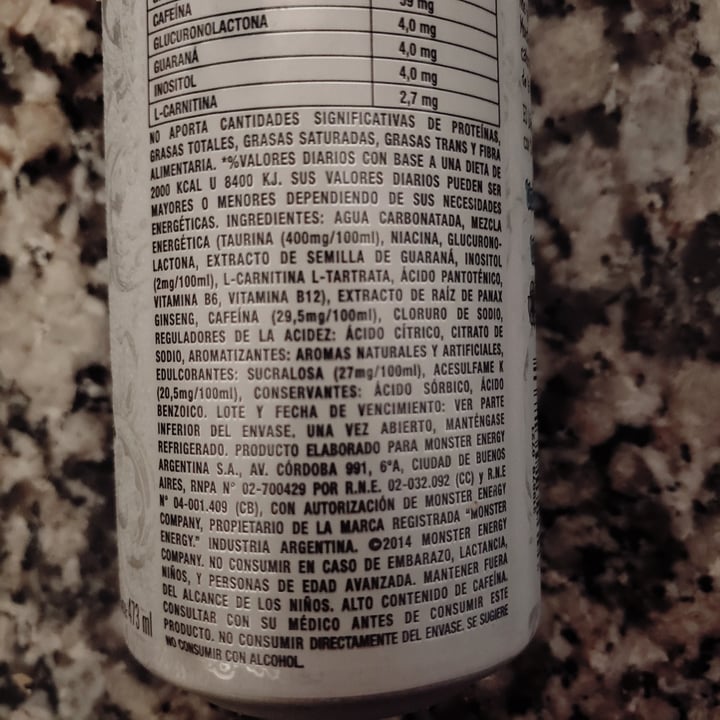 CAFEÍNA
59 mg
GLUCURONOLACTONA
4,0 mg
GUARANÁ
4,0 mg
INOSITOL
4,0 mg
L-CARNITINA
2,7 mg
NO APORTA CANTIDADES SIGNIFICATIVAS DE PROTEÍNAS,
GRASAS TOTALES, GRASAS SATURADAS, GRASAS TRANS Y FIBRA
ALIMENTARIA. *%VALORES DIARIOS CON BASE A UNA DIETA DE
2000 KCAL U 8400 KJ. SUS VALORES DIARIOS PUEDEN SER
MAYORES O MENORES DEPENDIENDO DE SUS NECESIDADES
ENERGÉTICAS. INGREDIENTES: AGUA CARBONATADA, MEZCLA
ENERGÉTICA (TAURINA (400mg/100ml), NIACINA, GLUCURONO-
LACTONA, EXTRACTO DE SEMILLA DE GUARANÁ, INOSITOL
(2mg/100ml), L-CARNITINA L-TARTRATA, ÁCIDO PANTOTÉNICO,
VITAMINA B6, VITAMINA B12), EXTRACTO DE RAÍZ DE PANAX
GINSENG, CAFEÍNA (29,5mg/100ml), CLORURO DE SODIO,
REGULADORES DE LA ACIDEZ: ÁCIDO CÍTRICO, CITRATO DE
SODIO, AROMATIZANTES: AROMAS NATURALES Y ARTIFICIALES,
EDULCORANTES: SUCRALOSA (27mg/100ml), ACESULFAME K
(20,5mg/100ml), CONSERVANTES: ÁCIDO SÓRBICO, ÁCIDO
BENZOICO. LOTE Y FECHA DE VENCIMIENTO: VER PARTE
INFERIOR DEL ENVASE, UNA VEZ ABIERTO, MANTÉNGASE
REFRIGERADO. PRODUCTO ELABORADO PARA MONSTER ENERGY
ARGENTINA S.A., AV. CÓRDOBA 991, 6°A, CIUDAD DE BUENOS
AIRES, RNPA N° 02-700429 POR R.N.E. 02-032.092 (CC) y R.N.E
N° 04-001.409 (CB), CON AUTORIZACIÓN DE MONSTER ENERGY
COMPANY, PROPIETARIO DE LA MARCA REGISTRADA "MONSTER
ENERGY." INDUSTRIA ARGENTINA. ©2014 MONSTER ENERGY
COMPANY. NO CONSUMIR EN CASO DE EMBARAZO, LACTANCIA,
NIÑOS, Y PERSONAS DE EDAD AVANZADA. MANTENER FUERA
DEL ALCANCE DE LOS NIÑOS. ALTO CONTENIDO DE CAFEÍNA.
CONSULTAR CON SU MÉDICO ANTES DE CONSUMIR ESTE
PRODUCTO. NO CONSUMIR DIRECTAMENTE DEL ENVASE. SE SUGIERE
NO CONSUMIR CON ALCOHOL.
473 ml